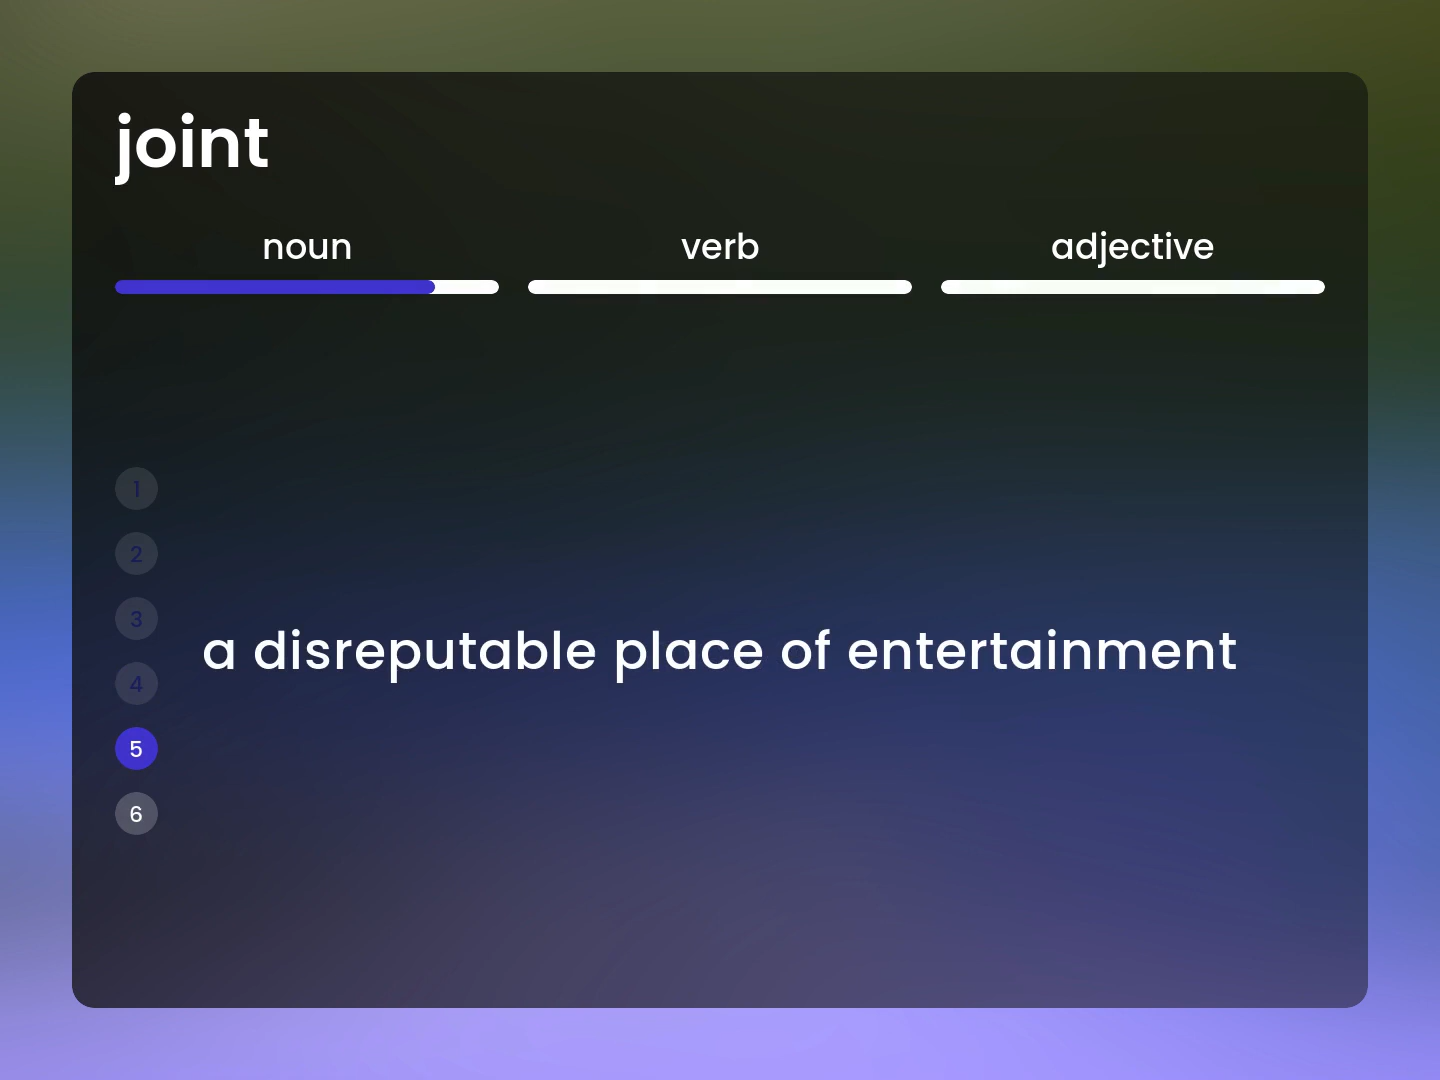 joint
noun
verb
adjective
1
2
3
a disreputable place of entertainment
4
5
6